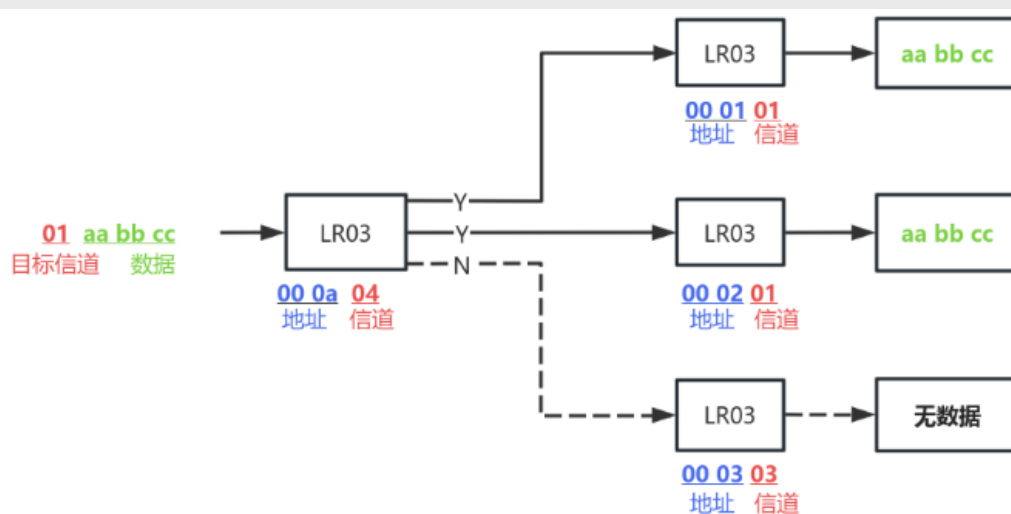 LR03
aa bb cc
00 01 01
地址 信道
Y
01 aa bb cc
目标信道 数据
LR03
Y
LR03
aa bb cc
N
00 0a 04
地址 信道
00 02 01
地址 信道
LR03
无数据
00 03 03
地址 信道